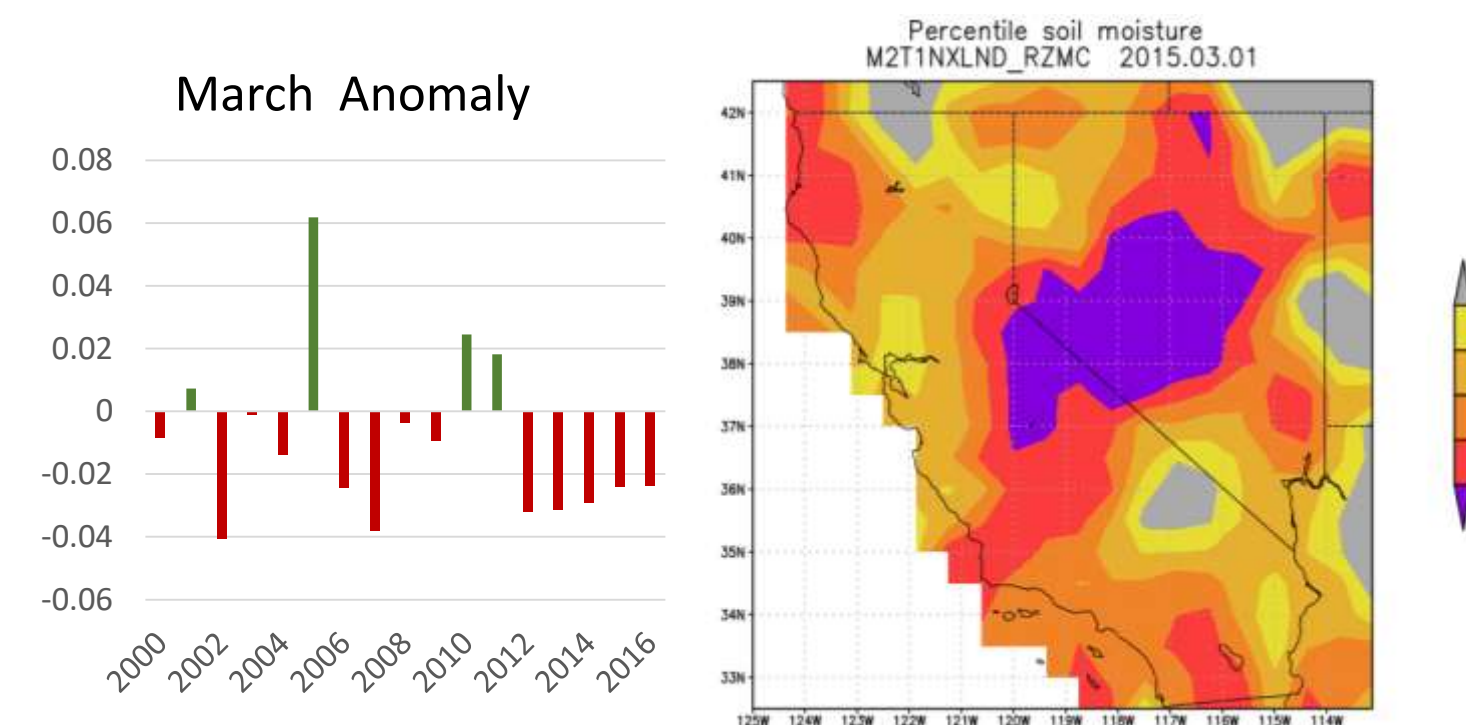 March Anomaly
0.08
0.06
0.04
0.02
0
-0.02
-0.04
-0.06
2000 2002 2004 2006 2008 2010 2012 2014 2016
Percentile soil moisture
M2T1NXLND_RZMC 2015.03.01
42N
41N
40N
39N
38N
37N
36N
35N
34N
33N
125W 124W 123W 122W 121W 120W 119W 118W 117W 116W 115W 114W